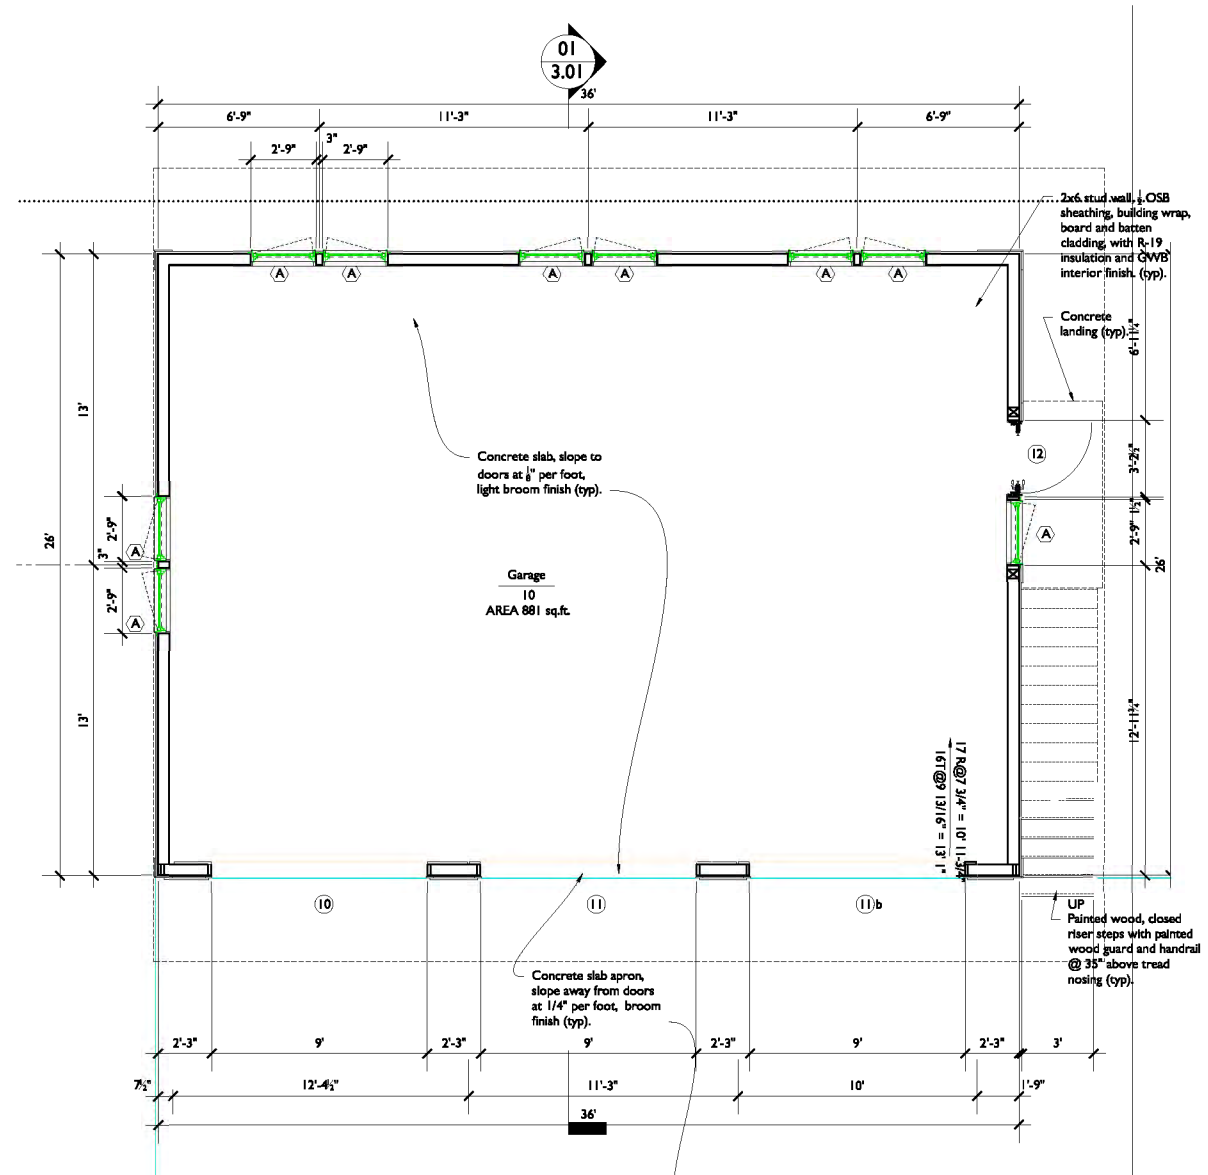 01
3.01
36'
6'-9"
11'-3"
11'-3"
6'-9"
3"
2'-9"
2'-9"
2x6 stud wall, ½ OSB
sheathing, building wrap,
board and batten
cladding, with R-19
insulation and GWB
interior finish. (typ).
A
A
A
A
A
A
Concrete
landing (typ).
6'-11¼"
13'
Concrete slab, slope to
doors at ⅛" per foot,
light broom finish (typ).
12
3'-2½"
2'-9"
1½"
A
26'
2'-9"
3"
A
26'
Garage
10
AREA 881 sq.ft.
2'-9"
A
13'
12'-11¾"
17 R@7 3/4" = 10' 11-3/4"
16T@9 13/16" = 13' 1"
10
11
11b
UP
Painted wood, closed
riser steps with painted
wood guard and handrail
@ 35" above tread
nosing (typ).
Concrete slab apron,
slope away from doors
at 1/4" per foot, broom
finish (typ).
2'-3"
9'
2'-3"
9'
2'-3"
9'
2'-3"
3'
7½"
12'-4½"
11'-3"
10'
1'-9"
36'